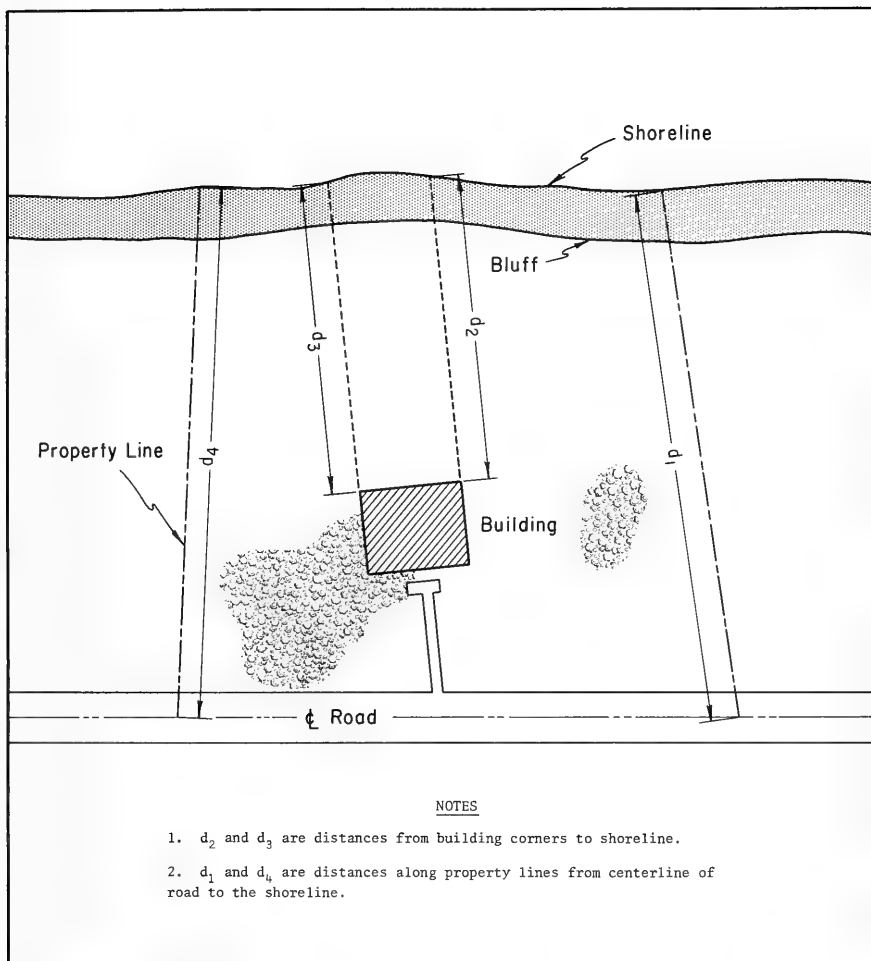 Shoreline
Bluff
d3
d2
Property Line
d4
d1
Building
℄ Road
NOTES
1. d2 and d3 are distances from building corners to shoreline.
2. d1 and d4 are distances along property lines from centerline of
road to the shoreline.